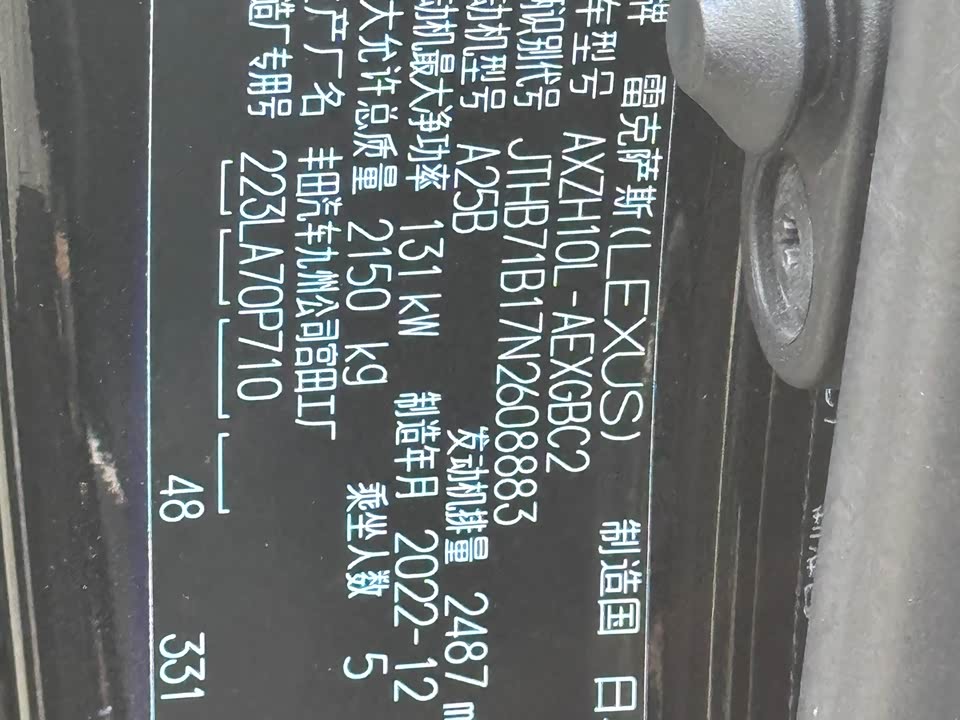 牌 雷克萨斯(LEXUS) 制造国 日
车型号 AXZH10L-AEXGBC2
识别代号 JTHB71B17N2608883
动机型号 A25B 发动机排量 2487 m
动机最大净功率 131 kW 制造年月 2022-12
大允许总质量 2150 kg 乘坐人数 5
产厂名 丰田汽车九州公司宫田工厂
造厂专用号 223LA70P710
48 331